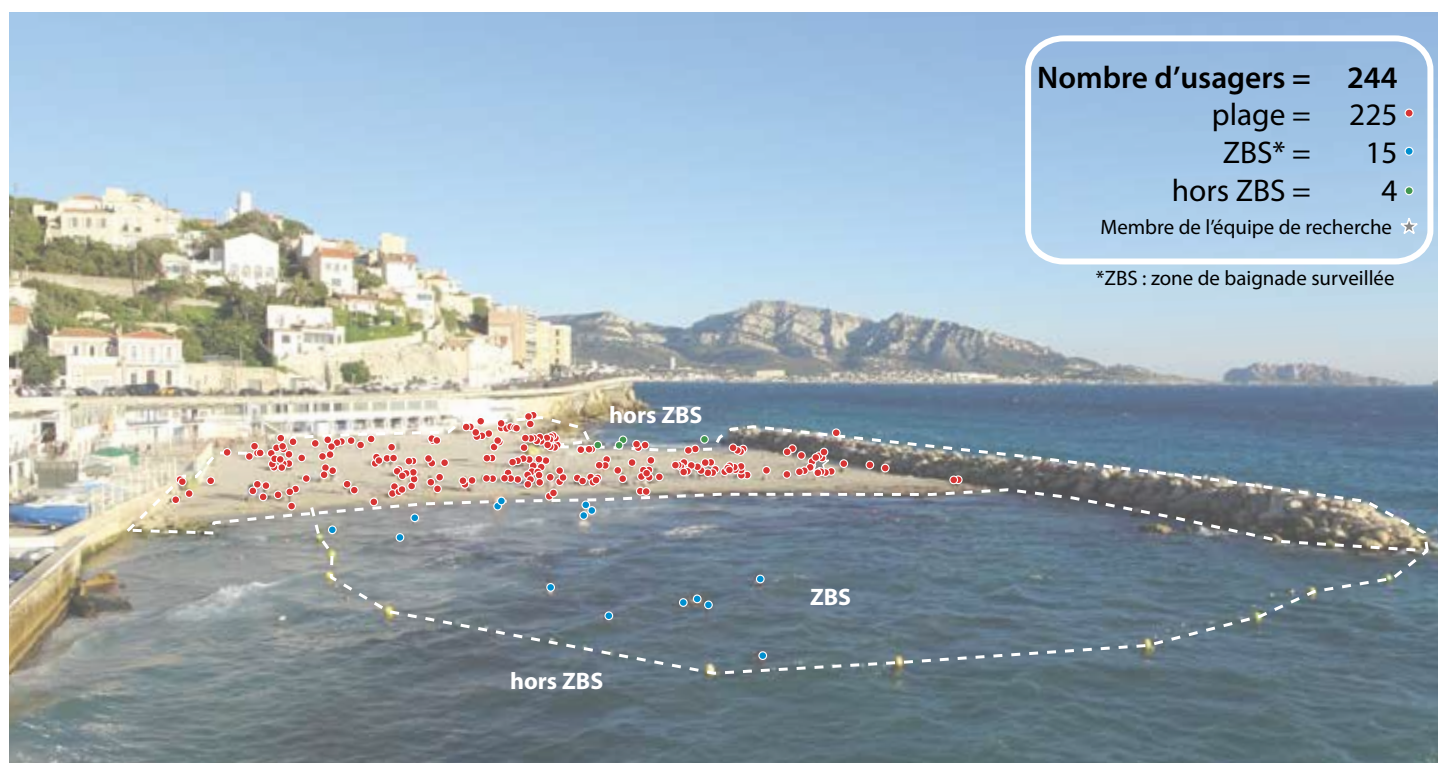 Nombre d'usagers = 244
plage = 225
ZBS* = 15
hors ZBS = 4
Membre de l'équipe de recherche
*ZBS : zone de baignade surveillée
hors ZBS
ZBS
hors ZBS